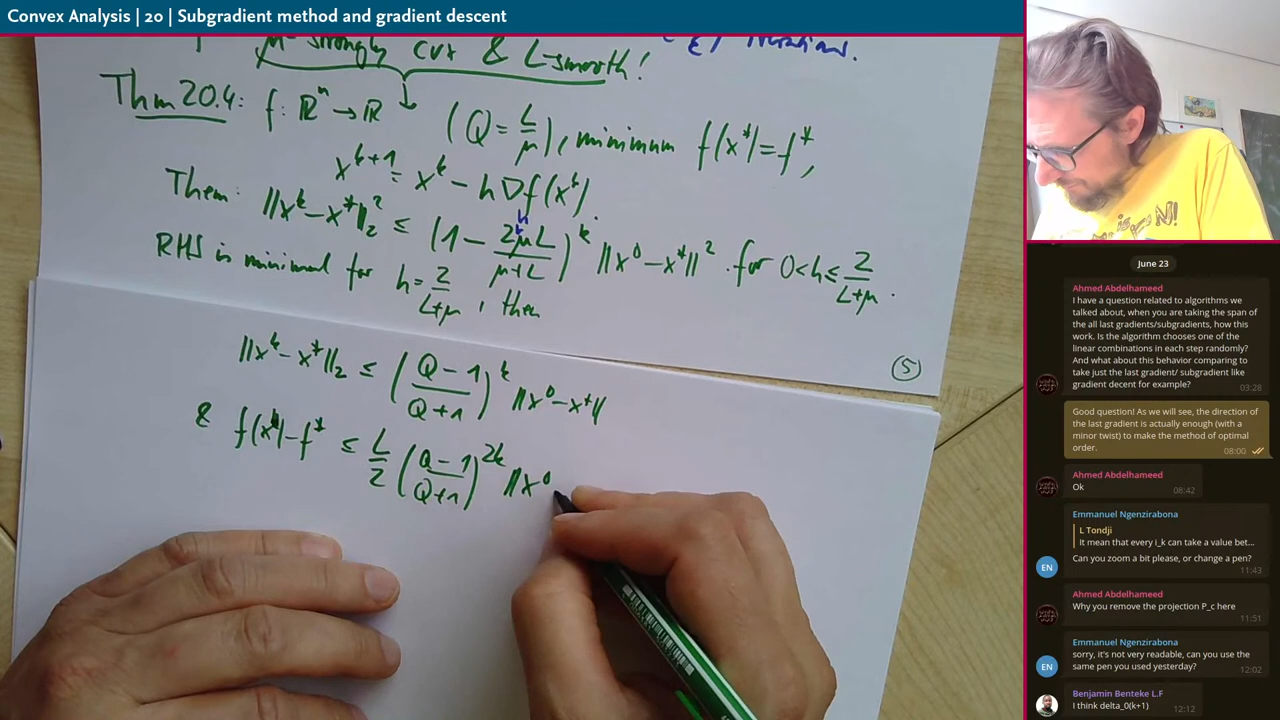 Convex Analysis | 20 | Subgradient method and gradient descent
μ-strongly cvx & L-smooth!
iterations.
Thm 20.4: f: ℝⁿ → ℝ (Q = L/μ), minimum f(x*) = f*,
x^{k+1} = x^k - h∇f(x^k).
Then: ||x^k - x*||₂² ≤ (1 - 2hμL/(μ+L))^k ||x⁰ - x*||² for 0<h≤ 2/(L+μ).
RHS is minimal for h = 2/(L+μ), then
5
||x^k - x*||₂ ≤ ((Q-1)/(Q+1))^k ||x⁰ - x*||
& f(x^k) - f* ≤ L/2 ((Q-1)/(Q+1))^{2k} ||x⁰
is N!
June 23
Ahmed Abdelhameed
I have a question related to algorithms we
talked about, when you are taking the span of
the all last gradients/subgradients, how this
work. Is the algorithm chooses one of the
linear combinations in each step randomly?
And what about this behavior comparing to
take just the last gradient/ subgradient like
gradient decent for example?
03:28
Good question! As we will see, the direction of
the last gradient is actually enough (with a
minor twist) to make the method of optimal
order.
08:00
Ahmed Abdelhameed
Ok
08:42
Emmanuel Ngenzirabona
L Tondji
It mean that every i_k can take a value bet...
EN
Can you zoom a bit please, or change a pen?
11:43
Ahmed Abdelhameed
Why you remove the projection P_c here
11:51
Emmanuel Ngenzirabona
sorry, it's not very readable, can you use the
same pen you used yesterday?
EN
12:02
Benjamin Benteke L.F
I think delta_0(k+1)
12:12